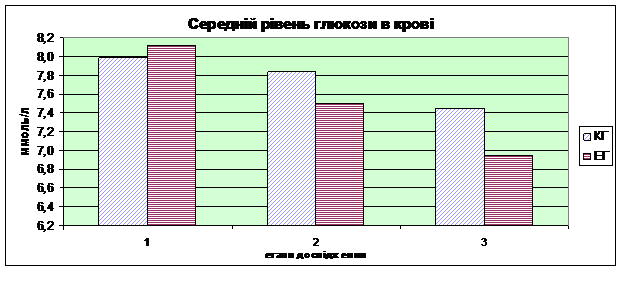 Середній рівень глюкози в крові
8,2
8,0
7,8
7,6
7,4
7,2
7,0
6,8
6,6
6,4
6,2
ммоль/л
1
2
3
етапи дослідження
КГ
ЕГ